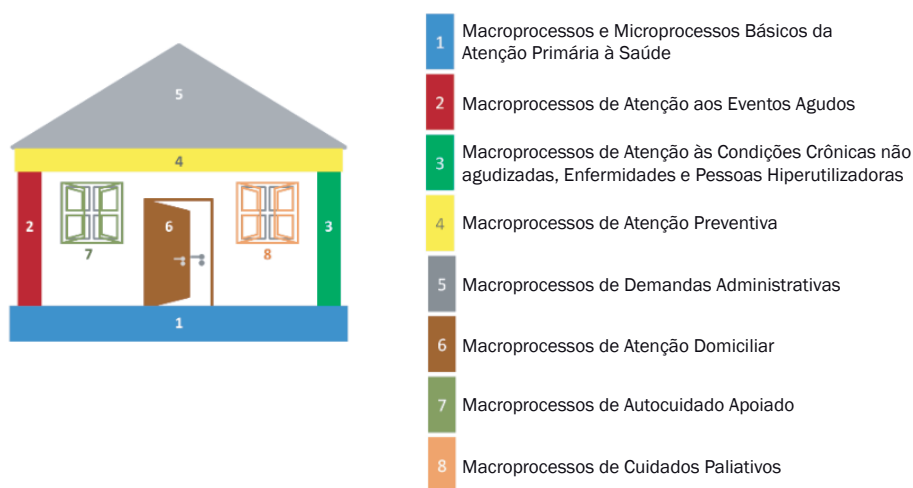 5
4
2
6
3
7
8
1
1
Macroprocessos e Microprocessos Básicos da
Atenção Primária à Saúde
2
Macroprocessos de Atenção aos Eventos Agudos
3
Macroprocessos de Atenção às Condições Crônicas não
agudizadas, Enfermidades e Pessoas Hiperutilizadoras
4
Macroprocessos de Atenção Preventiva
5
Macroprocessos de Demandas Administrativas
6
Macroprocessos de Atenção Domiciliar
7
Macroprocessos de Autocuidado Apoiado
8
Macroprocessos de Cuidados Paliativos